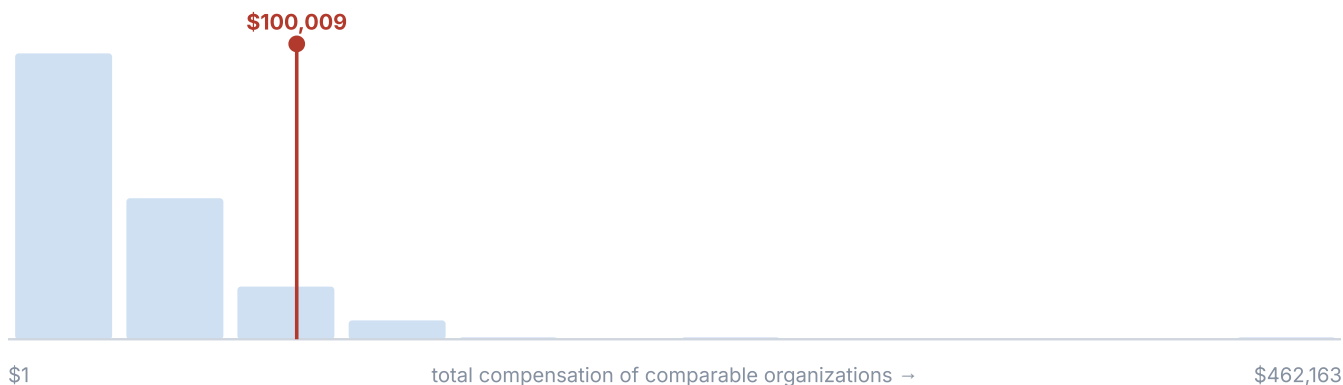 $100,009
$1 total compensation of comparable organizations → $462,163